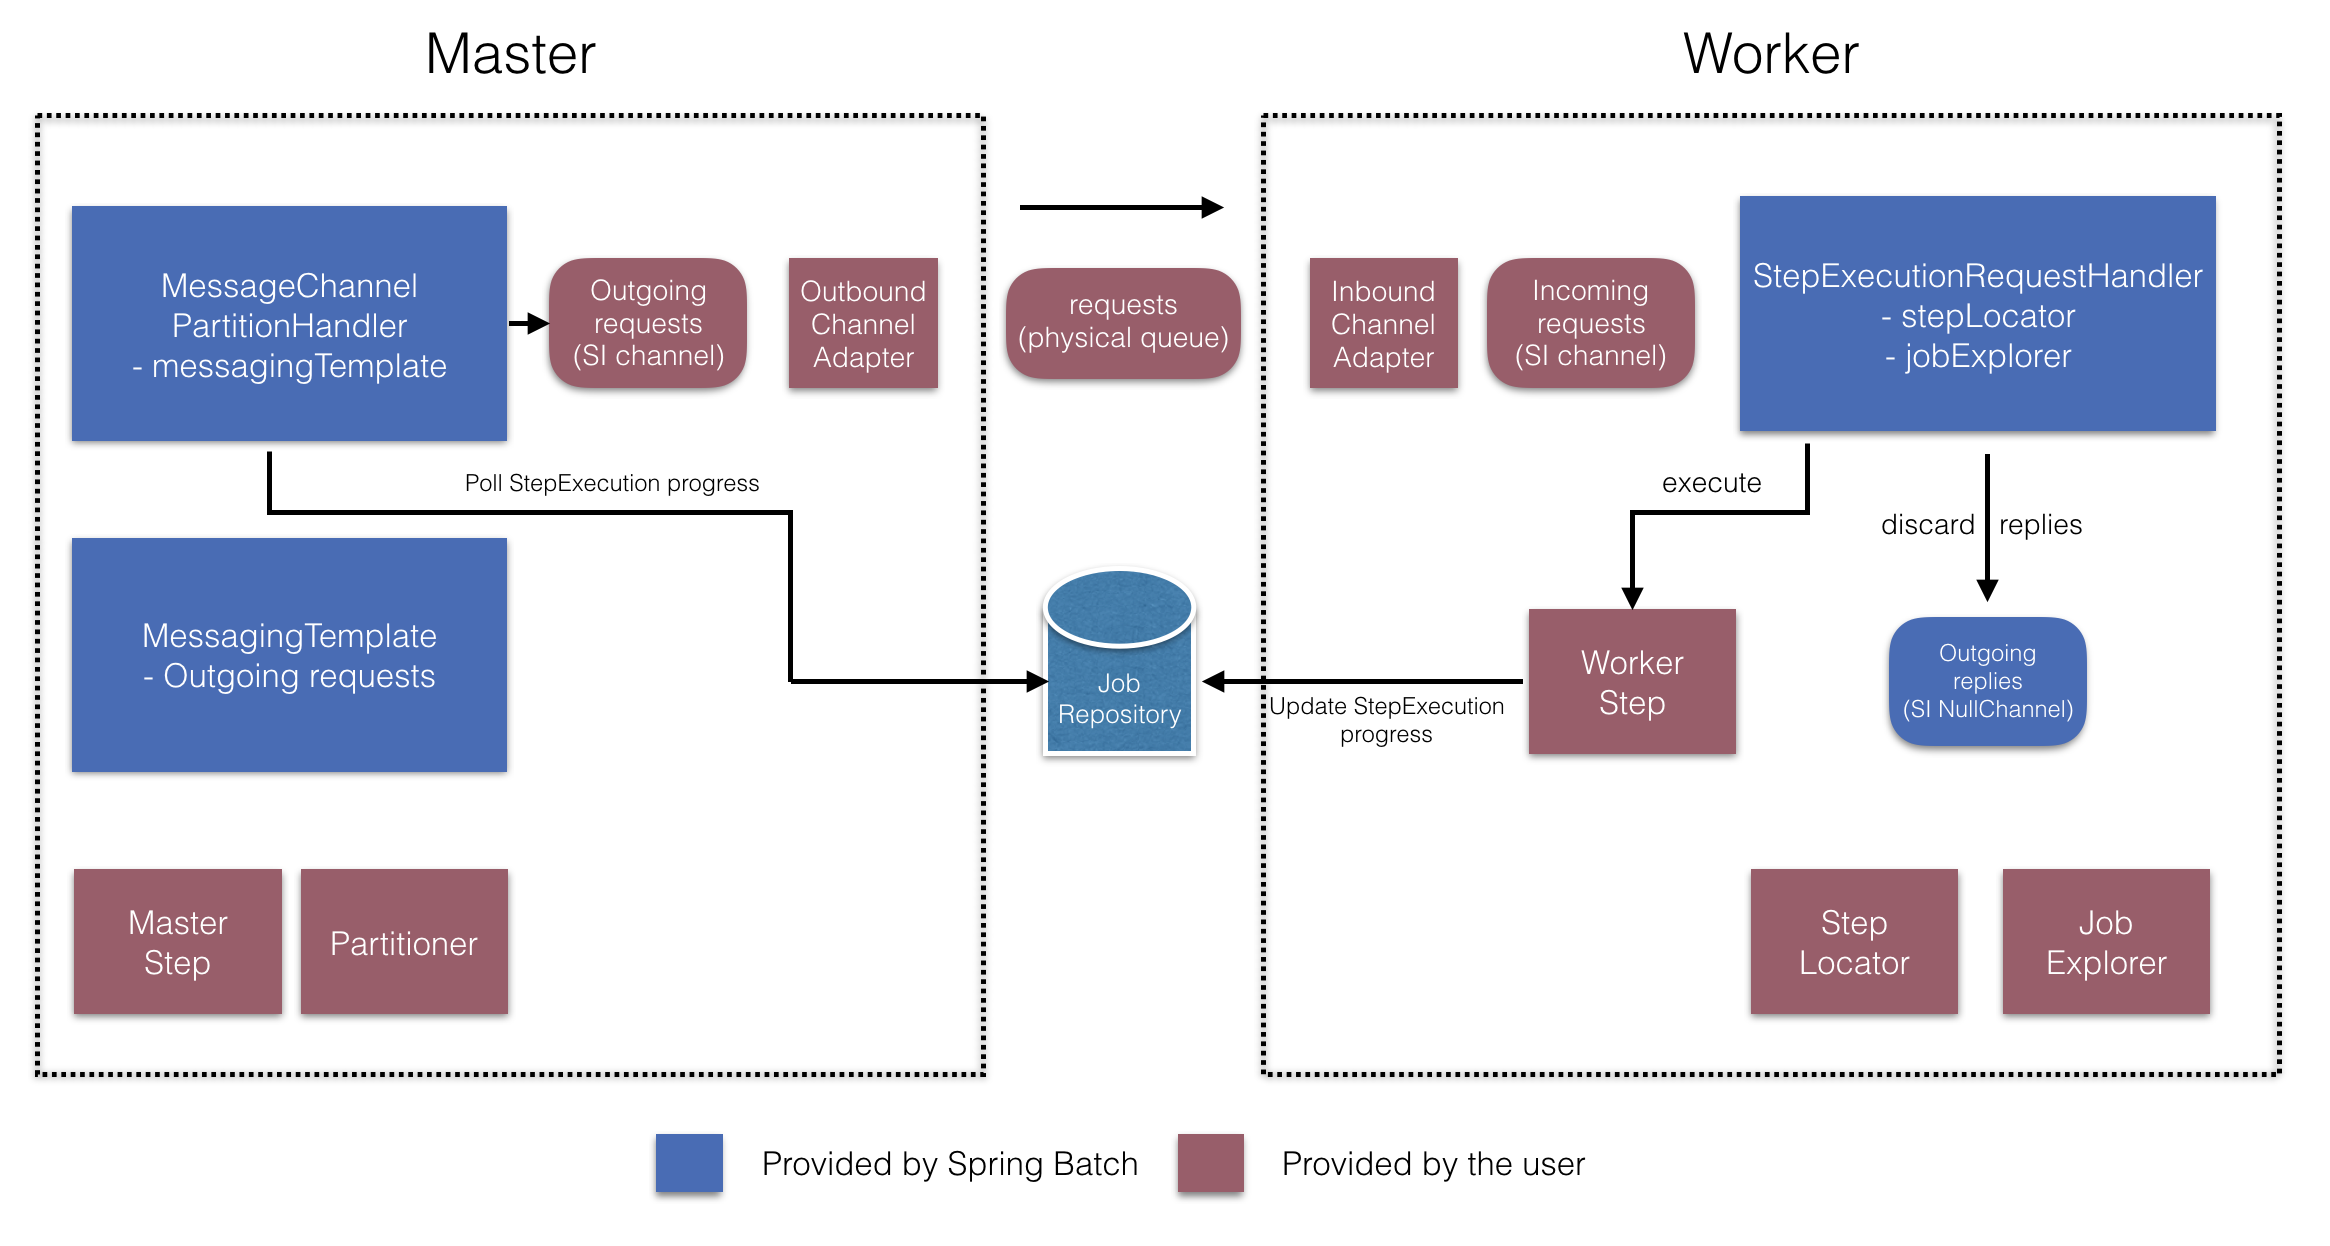 Master
Worker
MessageChannel
PartitionHandler
- messagingTemplate
Outgoing
requests
(SI channel)
Outbound
Channel
Adapter
requests
(physical queue)
Inbound
Channel
Adapter
Incoming
requests
(SI channel)
StepExecutionRequestHandler
- stepLocator
- jobExplorer
Poll StepExecution progress
execute
discard replies
MessagingTemplate
- Outgoing requests
Job
Repository
Update StepExecution
progress
Worker
Step
Outgoing
replies
(SI NullChannel)
Master
Step
Partitioner
Step
Locator
Job
Explorer
Provided by Spring Batch
Provided by the user